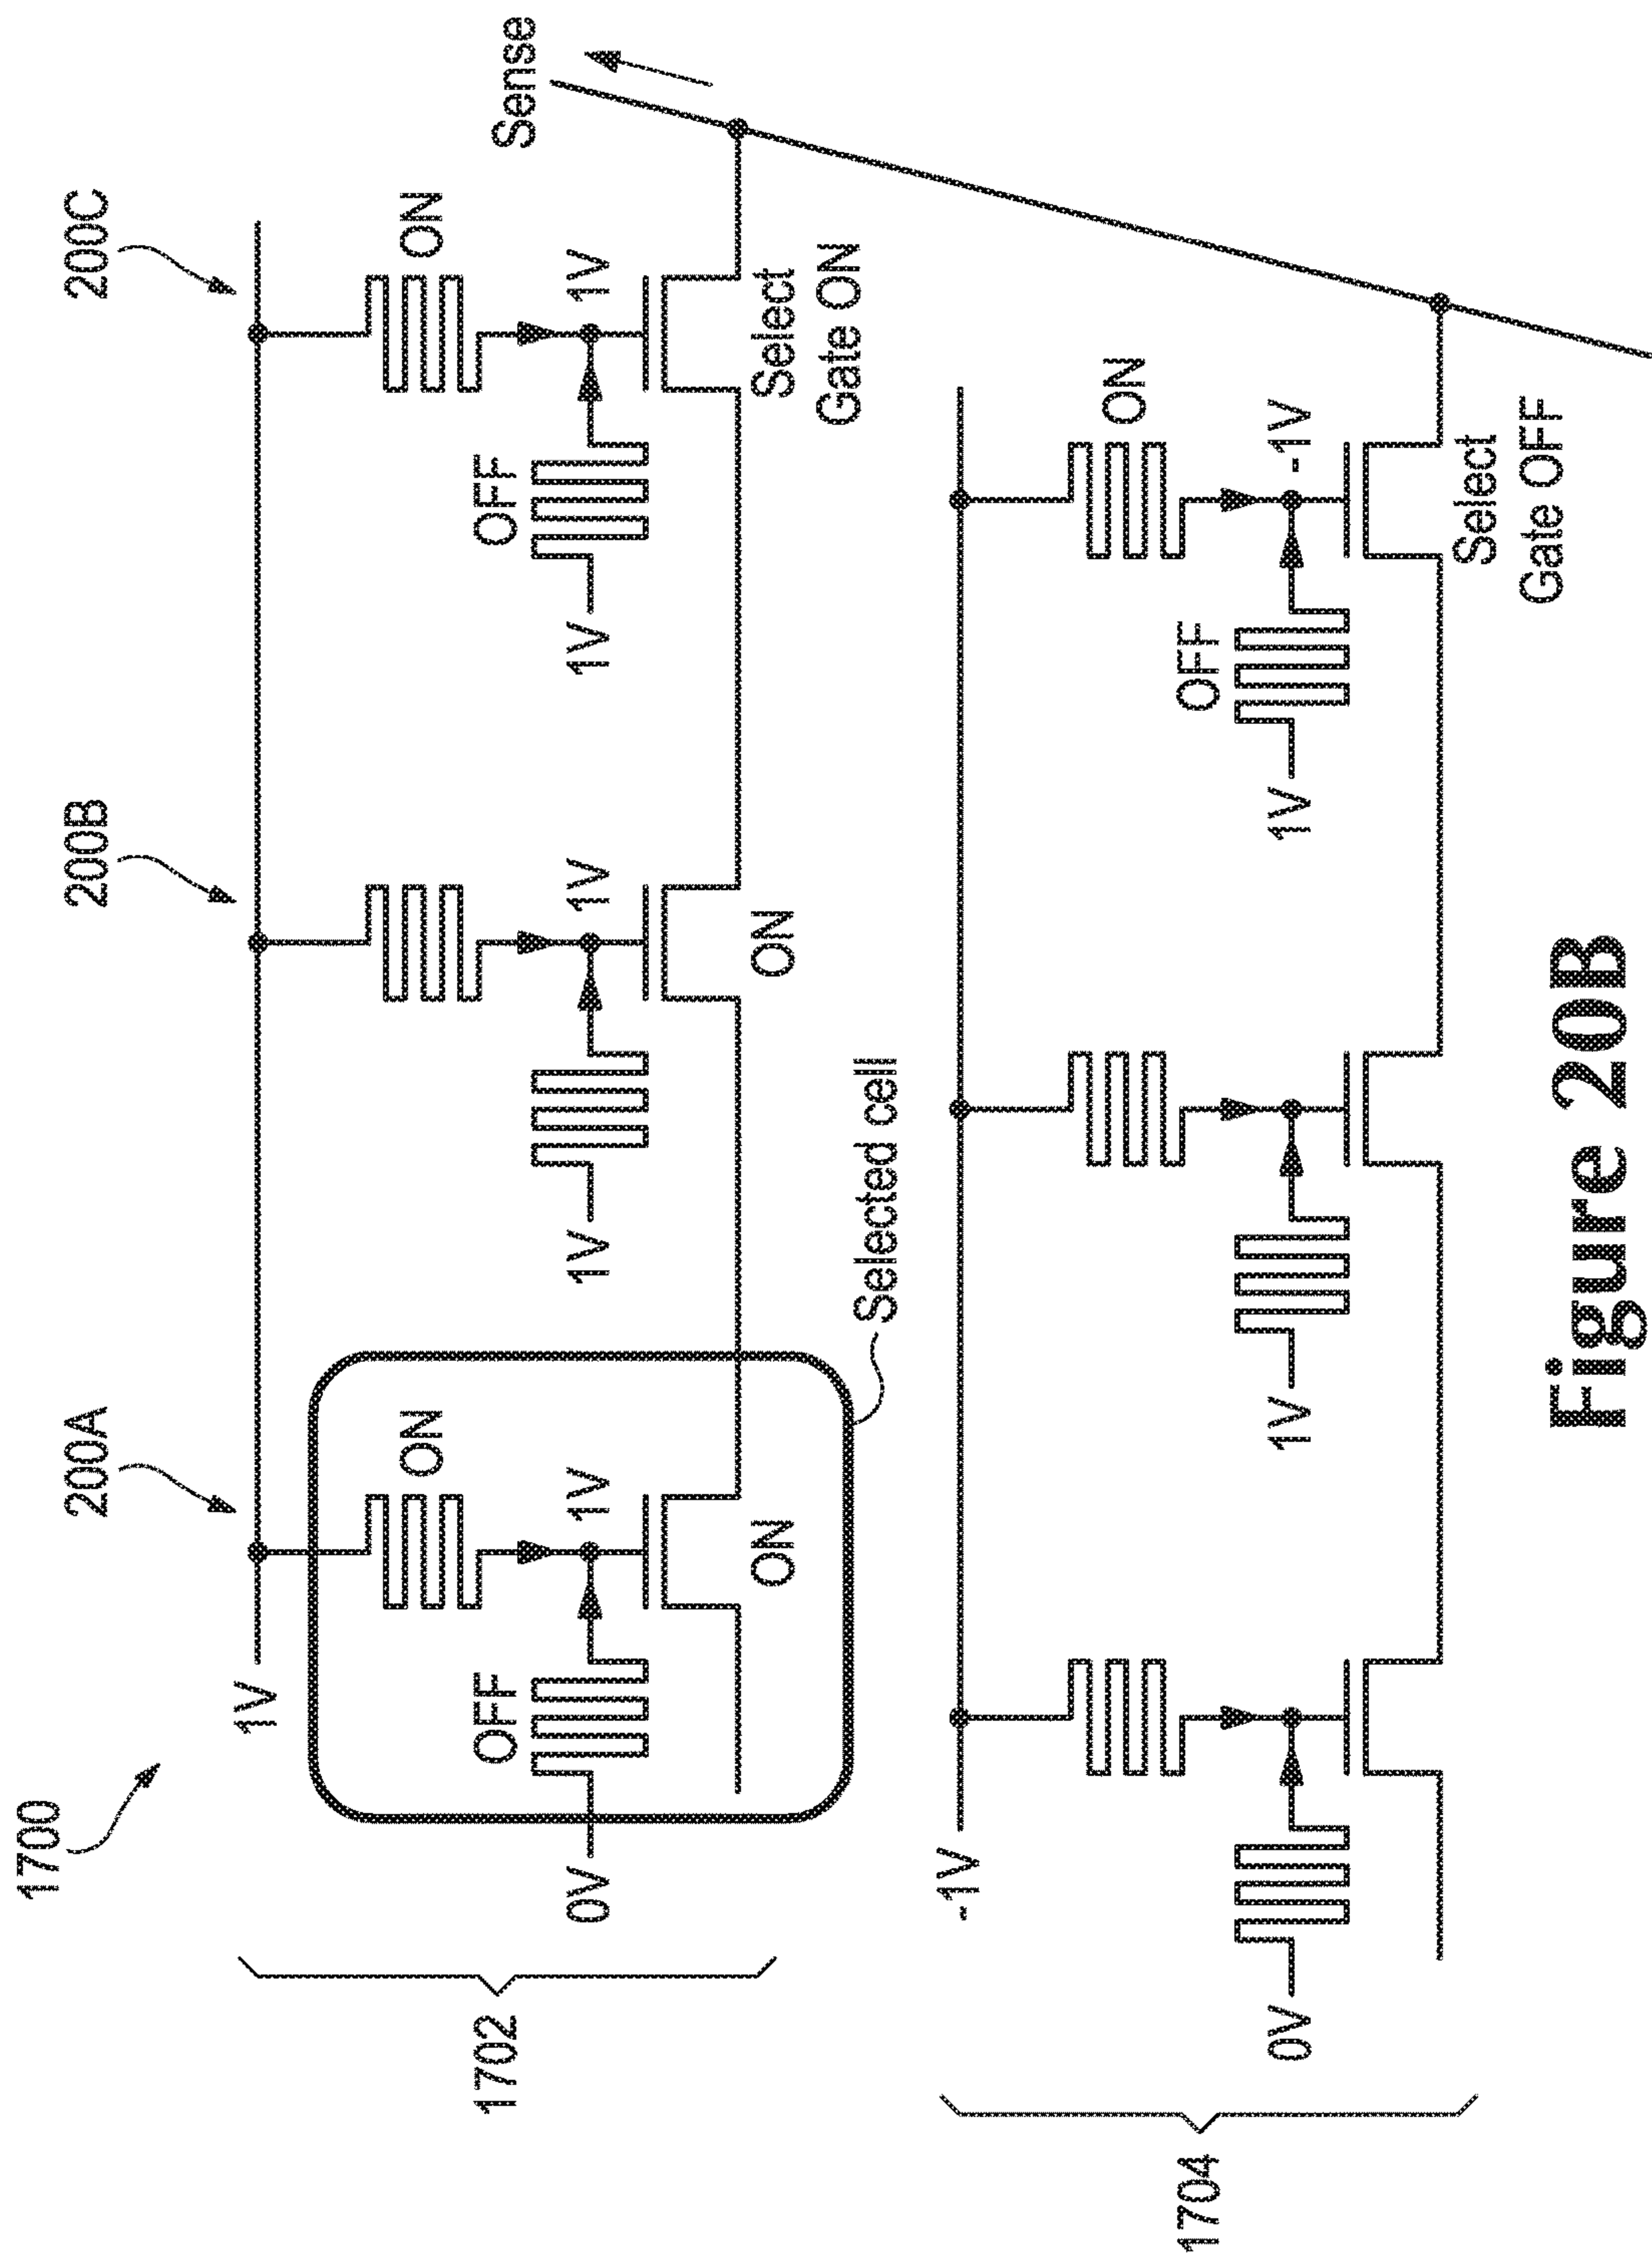 1700
200A
200B
200C
Sense
1V
ON
ON
OFF
1V
1V
OFF
1V
0V
1V
1V
ON
ON
Select
Gate ON
1702
Selected cell
-1V
ON
OFF
-1V
0V
1V
1V
Select
Gate OFF
1704
Figure 20B